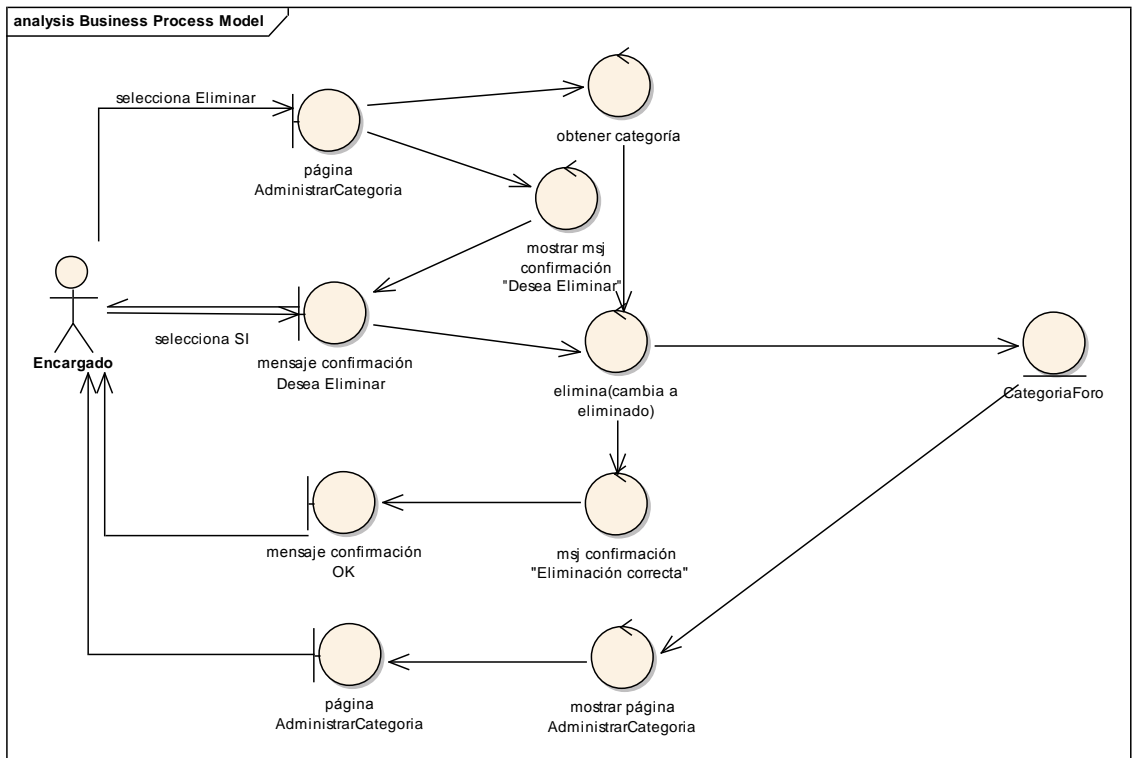 analysis Business Process Model
selecciona Eliminar
obtener categoría
página
AdministrarCategoria
mostrar msj
confirmación
"Desea Eliminar"
selecciona SI
Encargado
mensaje confirmación
Desea Eliminar
elimina(cambia a
eliminado)
CategoriaForo
mensaje confirmación
OK
msj confirmación
"Eliminación correcta"
página
AdministrarCategoria
mostrar página
AdministrarCategoria